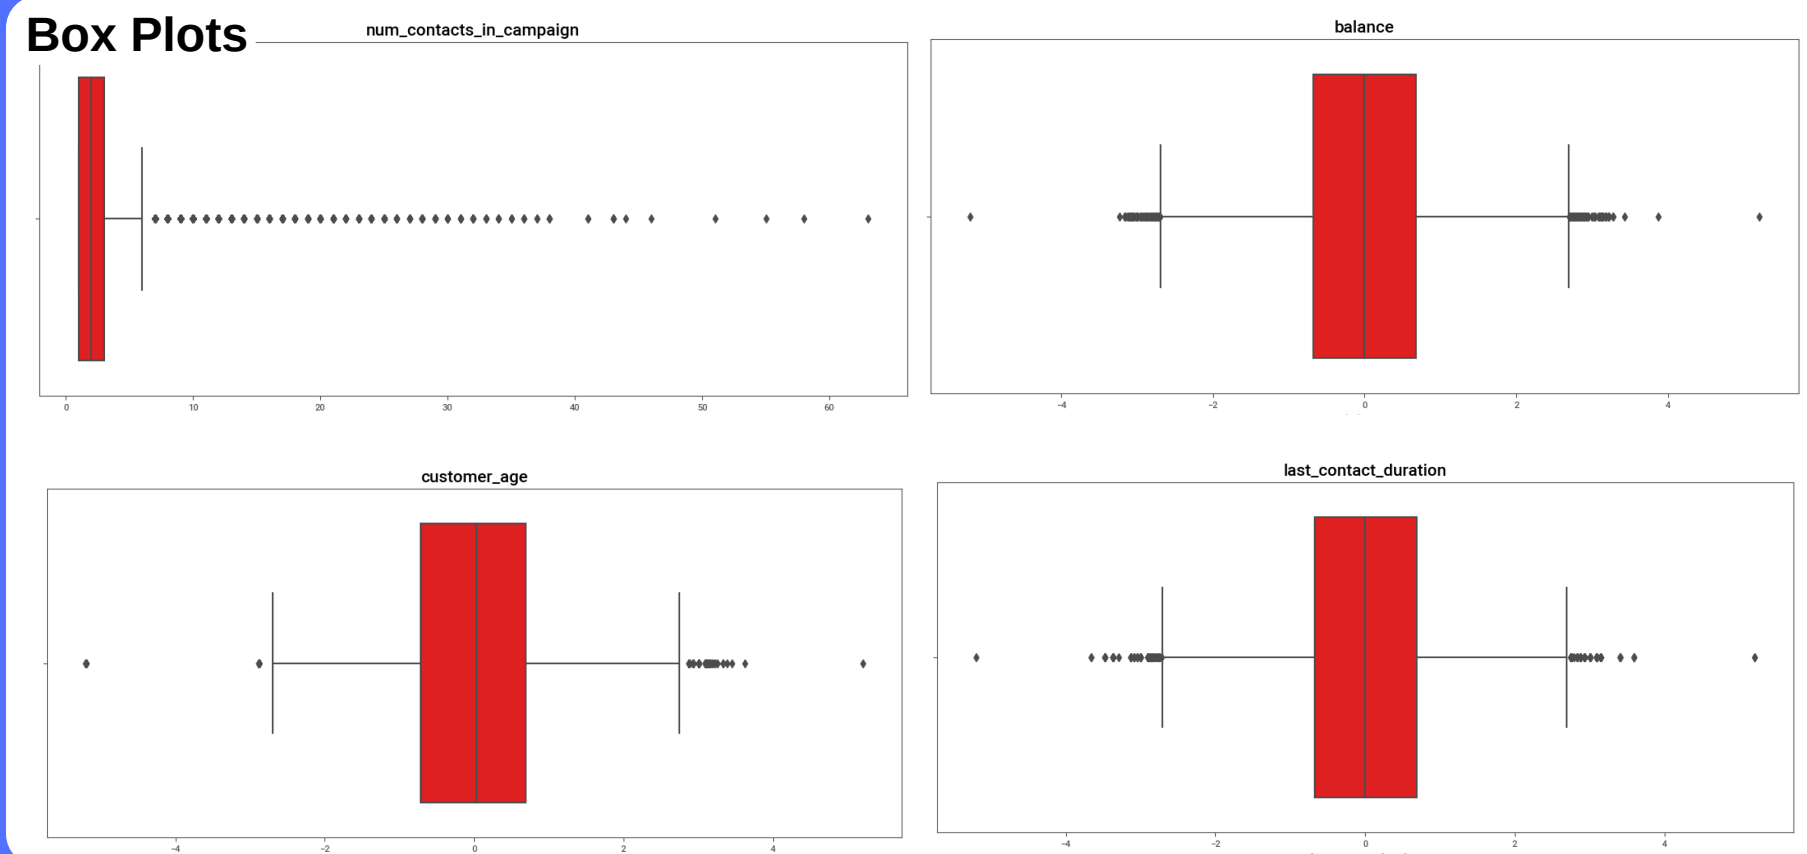 Box Plots
num_contacts_in_campaign
0 10 20 30 40 50 60
balance
−4 −2 0 2 4
customer_age
−4 −2 0 2 4
last_contact_duration
−4 −2 0 2 4